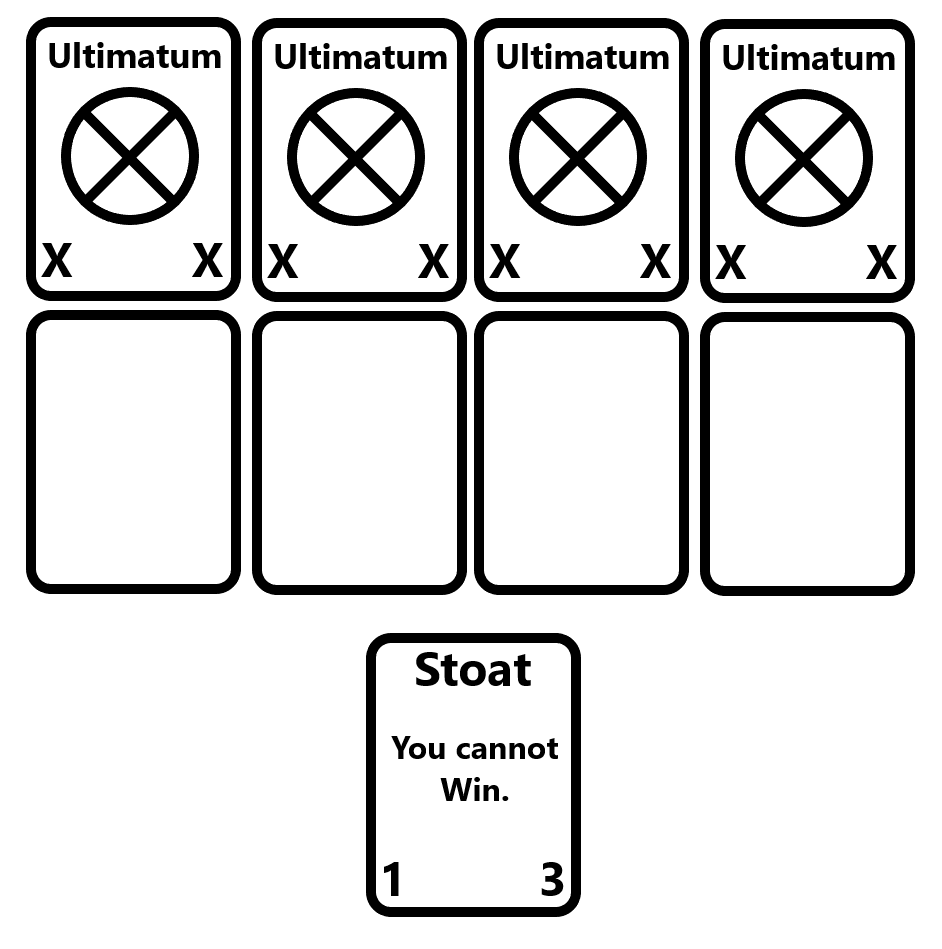 Ultimatum Ultimatum Ultimatum Ultimatum
X X X X X X X X
Stoat
You cannot
Win.
1 3